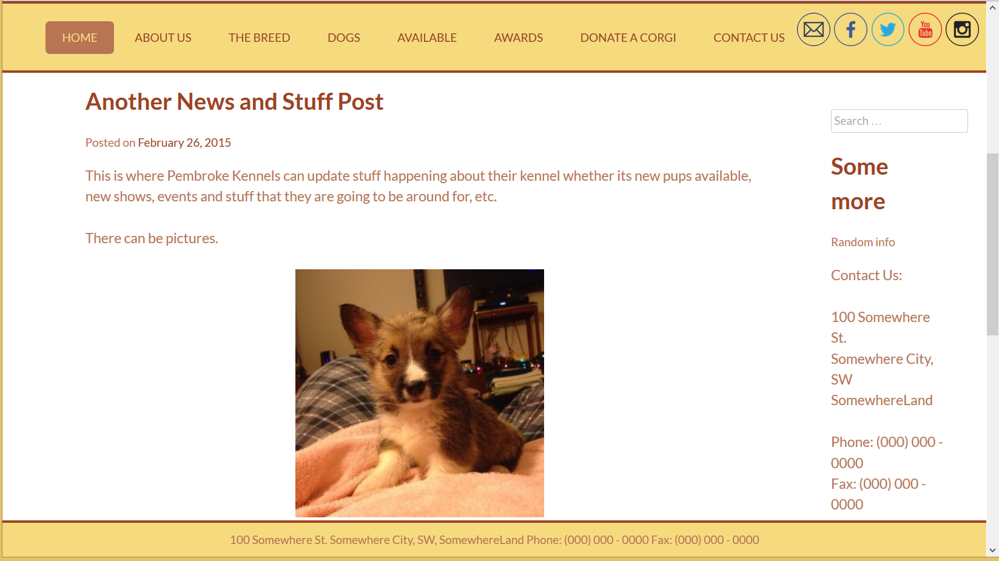 HOME ABOUT US THE BREED DOGS AVAILABLE AWARDS DONATE A CORGI CONTACT US You Tube
Another News and Stuff Post
Posted on February 26, 2015
This is where Pembroke Kennels can update stuff happening about their kennel whether its new pups available,
new shows, events and stuff that they are going to be around for, etc.
There can be pictures.
Search ...
Some
more
Random info
Contact Us:
100 Somewhere
St.
Somewhere City,
SW
SomewhereLand
Phone: (000) 000 -
0000
Fax: (000) 000 -
0000
100 Somewhere St. Somewhere City, SW, SomewhereLand Phone: (000) 000 - 0000 Fax: (000) 000 - 0000